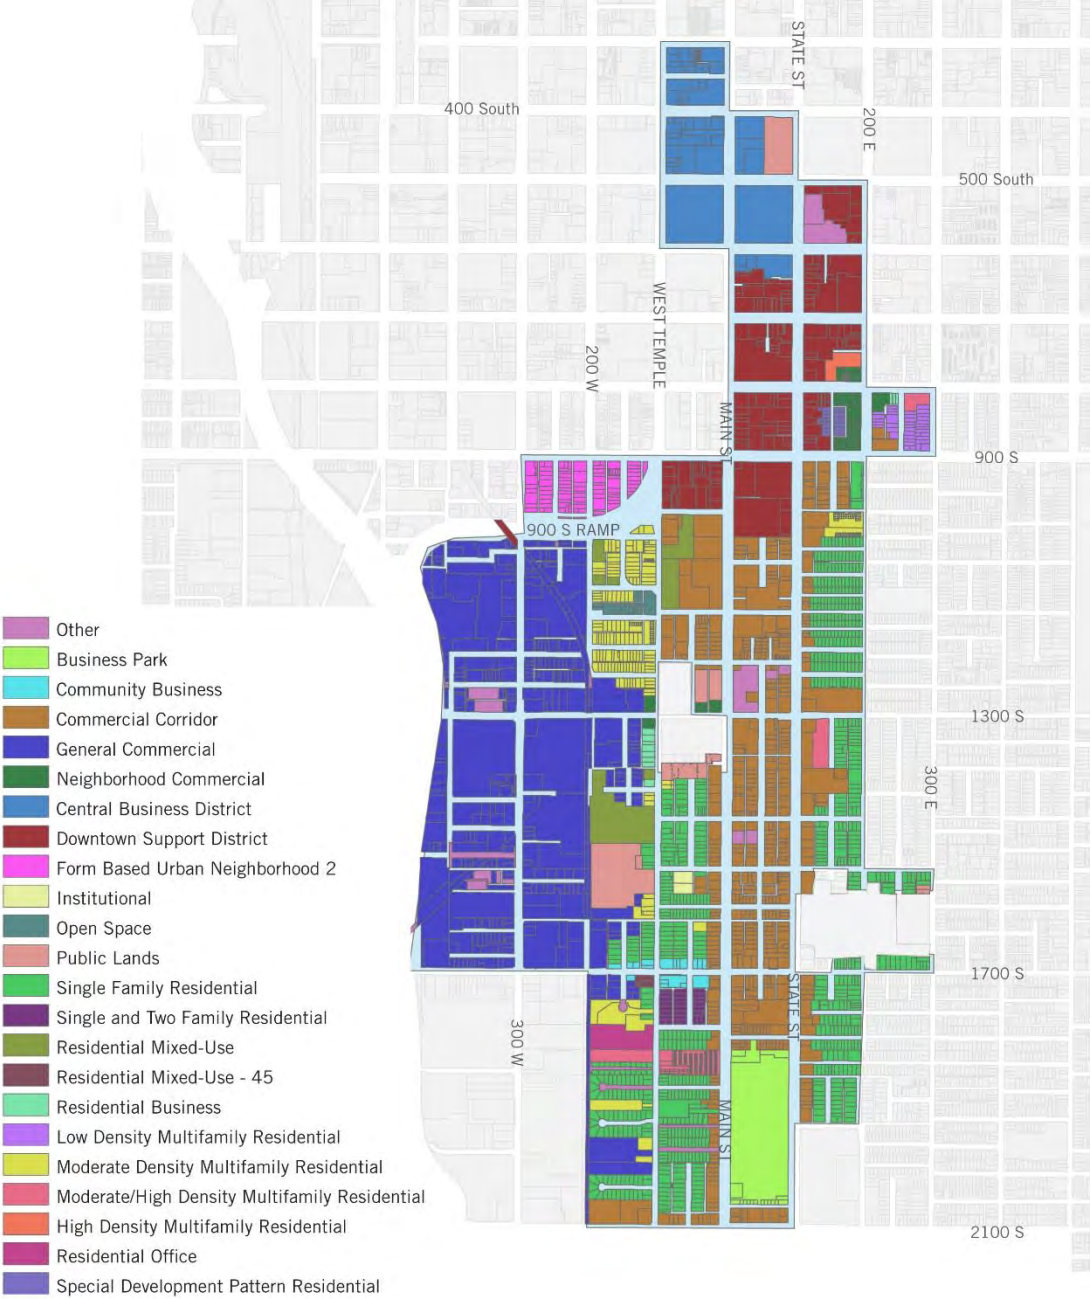 STATE ST
400 South
200 E
500 South
WEST TEMPLE
200 W
MAIN ST
900 S
900 S RAMP
Other
Business Park
Community Business
Commercial Corridor
1300 S
General Commercial
Neighborhood Commercial
300 E
Central Business District
Downtown Support District
Form Based Urban Neighborhood 2
Institutional
Open Space
Public Lands
1700 S
Single Family Residential
STATE ST
Single and Two Family Residential
300 W
Residential Mixed-Use
Residential Mixed-Use - 45
Residential Business
MAIN ST
Low Density Multifamily Residential
Moderate Density Multifamily Residential
Moderate/High Density Multifamily Residential
High Density Multifamily Residential
2100 S
Residential Office
Special Development Pattern Residential